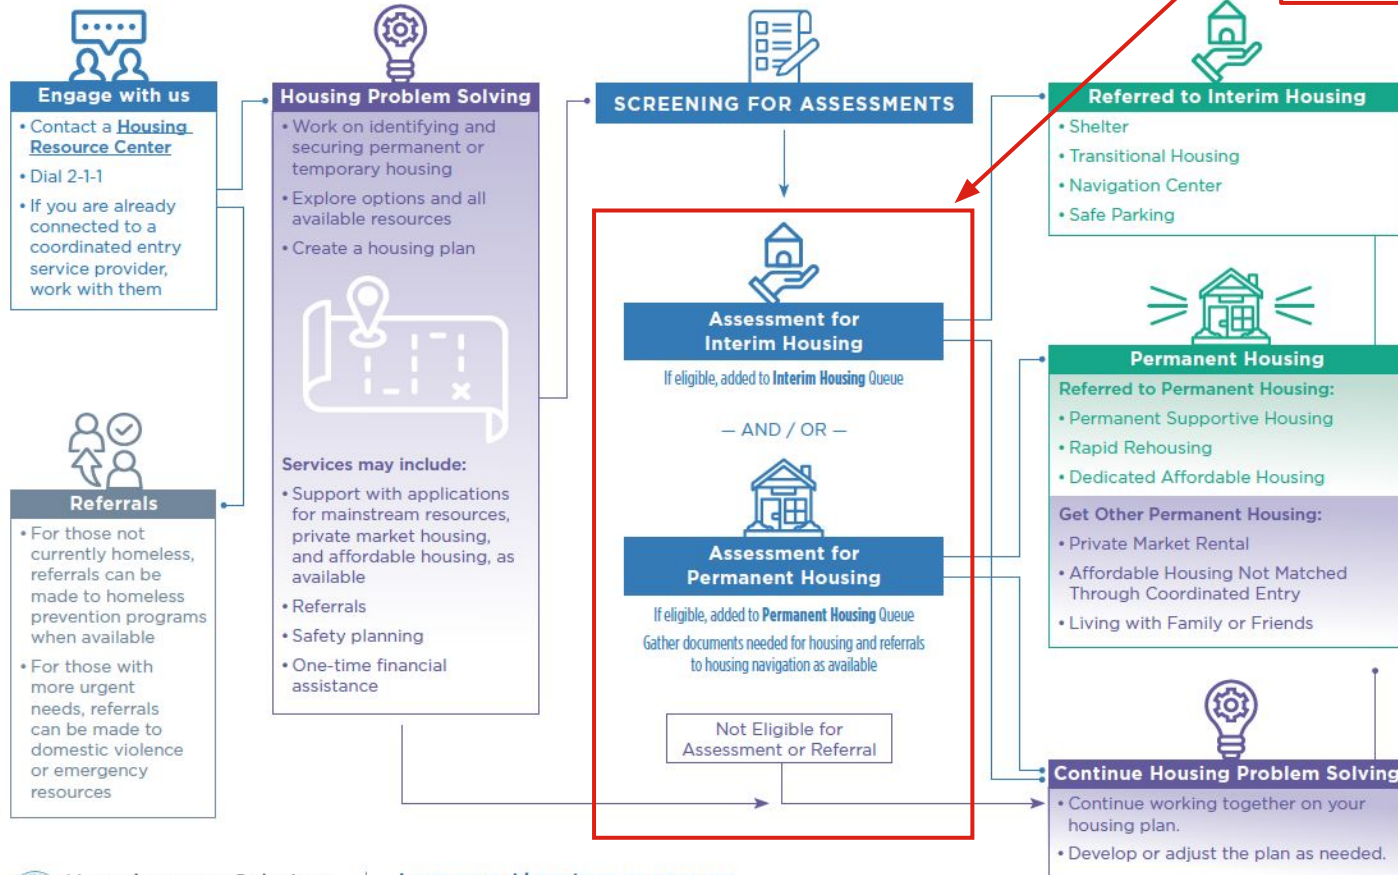 Engage with us
• Contact a Housing
Resource Center
• Dial 2-1-1
• If you are already
connected to a
coordinated entry
service provider,
work with them
Referrals
• For those not
currently homeless,
referrals can be
made to homeless
prevention programs
when available
• For those with
more urgent
needs, referrals
can be made to
domestic violence
or emergency
resources
Housing Problem Solving
• Work on identifying and
securing permanent or
temporary housing
• Explore options and all
available resources
• Create a housing plan
Services may include:
• Support with applications
for mainstream resources,
private market housing,
and affordable housing, as
available
• Referrals
• Safety planning
• One-time financial
assistance
SCREENING FOR ASSESSMENTS
Assessment for
Interim Housing
If eligible, added to Interim Housing Queue
— AND / OR —
Assessment for
Permanent Housing
If eligible, added to Permanent Housing Queue
Gather documents needed for housing and referrals
to housing navigation as available
Not Eligible for
Assessment or Referral
Referred to Interim Housing
• Shelter
• Transitional Housing
• Navigation Center
• Safe Parking
Permanent Housing
Referred to Permanent Housing:
• Permanent Supportive Housing
• Rapid Rehousing
• Dedicated Affordable Housing
Get Other Permanent Housing:
• Private Market Rental
• Affordable Housing Not Matched
Through Coordinated Entry
• Living with Family or Friends
Continue Housing Problem Solving
• Continue working together on your
housing plan.
• Develop or adjust the plan as needed.